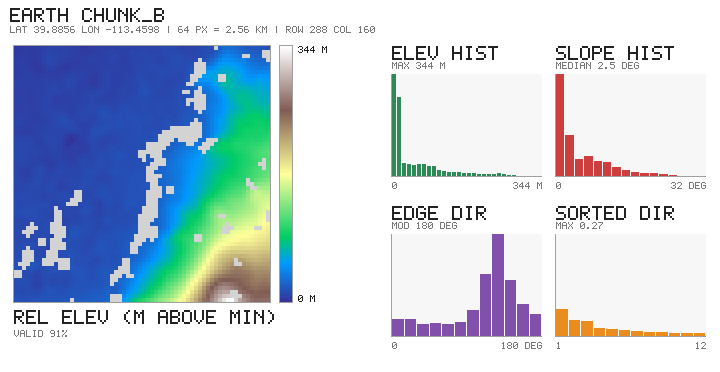 EARTH CHUNK_B
LAT 39.8856 LON -113.4598 | 64 PX = 2.56 KM | ROW 288 COL 160
344 M
0 M
REL ELEV (M ABOVE MIN)
VALID 91%
ELEV HIST
MAX 344 M
0 344 M
SLOPE HIST
MEDIAN 2.5 DEG
0 32 DEG
EDGE DIR
MOD 180 DEG
0 180 DEG
SORTED DIR
MAX 0.27
1 12